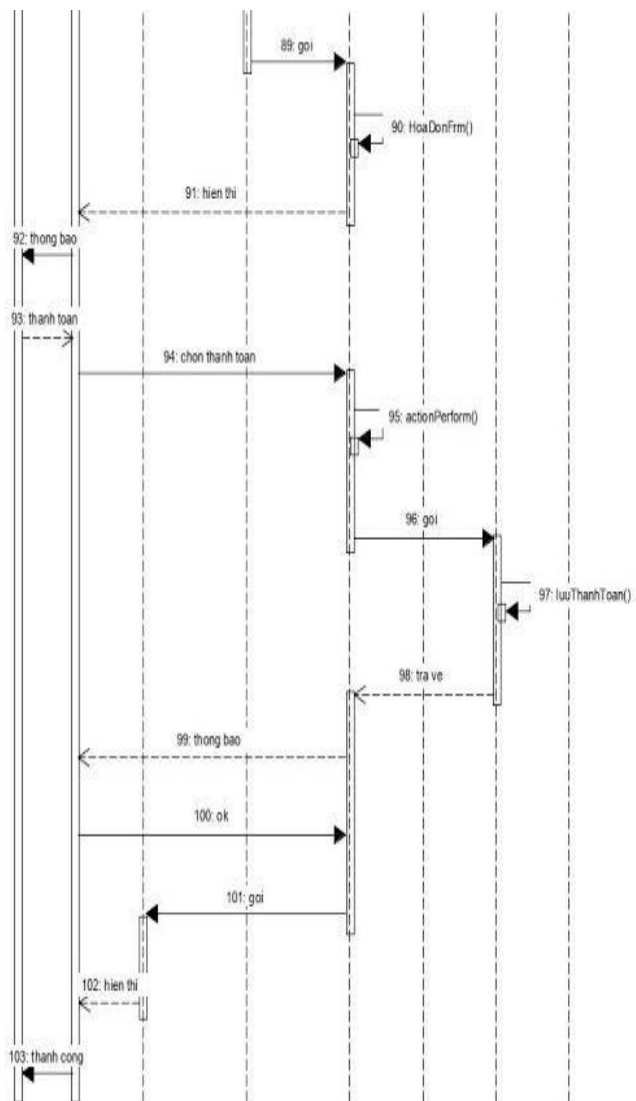 89: goi
90: HoaDonFrm()
91: hien thi
92: thong bao
93: thanh toan
94: chon thanh toan
95: actionPerform()
96: goi
97: luuThanhToan()
98: tra ve
99: thong bao
100: ok
101: goi
102: hien thi
103: thanh cong